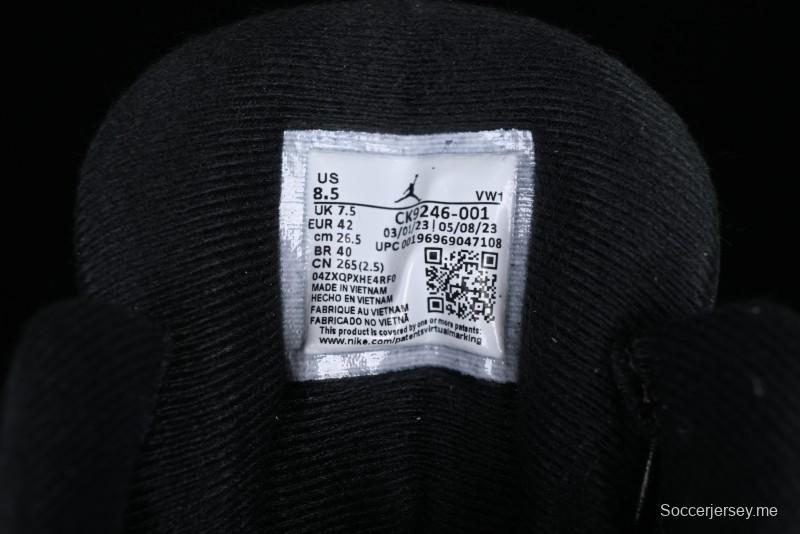 US
8.5
VW1
UK 7.5
EUR 42
cm 26.5
BR 40
CN 265(2.5)
CK9246-001
03/01/23 | 05/08/23
UPC 00196969047108
04ZXQPXHE4RF0
MADE IN VIETNAM
HECHO EN VIETNAM
FABRIQUE AU VIETNAM
FABRICADO NO VIETNÃ
This product is covered by one or more patents:
www.nike.com/patentsvirtualmarking
Soccerjersey.me